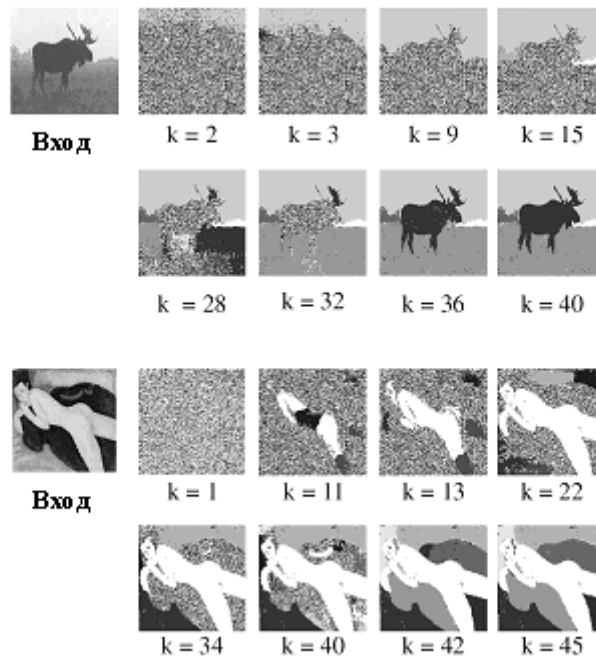 Вход
k = 2 k = 3 k = 9 k = 15
k = 28 k = 32 k = 36 k = 40
Вход
k = 1 k = 11 k = 13 k = 22
k = 34 k = 40 k = 42 k = 45